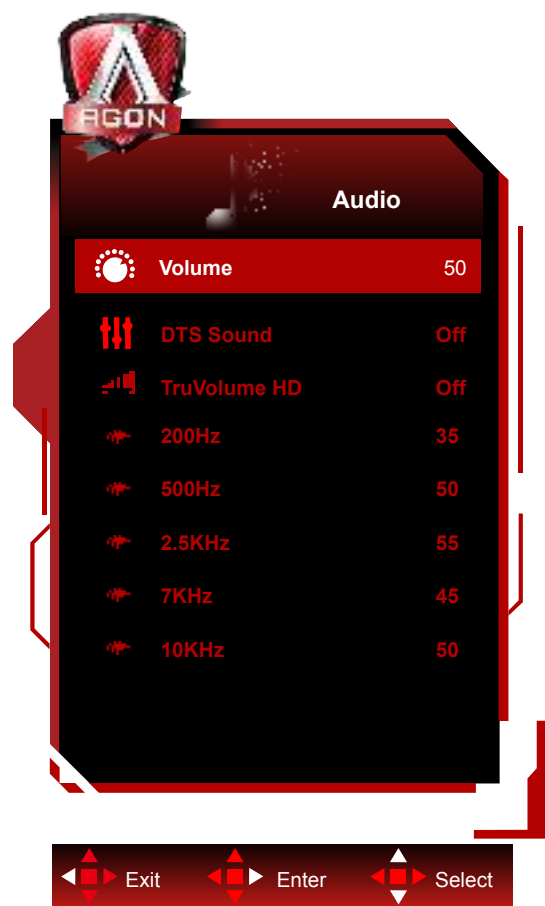 AGON
Audio
Volume 50
DTS Sound Off
TruVolume HD Off
200Hz 35
500Hz 50
2.5KHz 55
7KHz 45
10KHz 50
Exit Enter Select